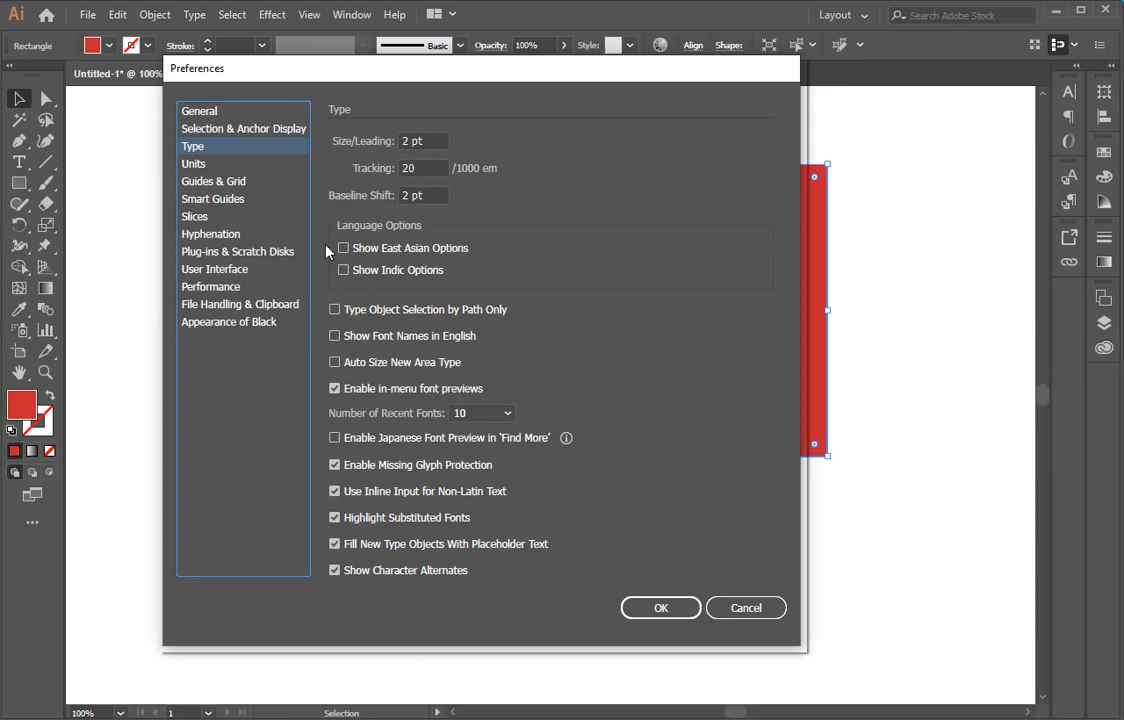 Ai File Edit Object Type Select Effect View Window Help Layout Search Adobe Stock
Rectangle Stroke: Basic Opacity: 100% Style: Align Shape:
Untitled-1* @ 100%
Preferences
General
Selection & Anchor Display
Type
Units
Guides & Grid
Smart Guides
Slices
Hyphenation
Plug-ins & Scratch Disks
User Interface
Performance
File Handling & Clipboard
Appearance of Black
Type
Size/Leading: 2 pt
Tracking: 20 /1000 em
Baseline Shift: 2 pt
Language Options
Show East Asian Options
Show Indic Options
Type Object Selection by Path Only
Show Font Names in English
Auto Size New Area Type
Enable in-menu font previews
Number of Recent Fonts: 10
Enable Japanese Font Preview in 'Find More'
Enable Missing Glyph Protection
Use Inline Input for Non-Latin Text
Highlight Substituted Fonts
Fill New Type Objects With Placeholder Text
Show Character Alternates
OK Cancel
100% 1 Selection